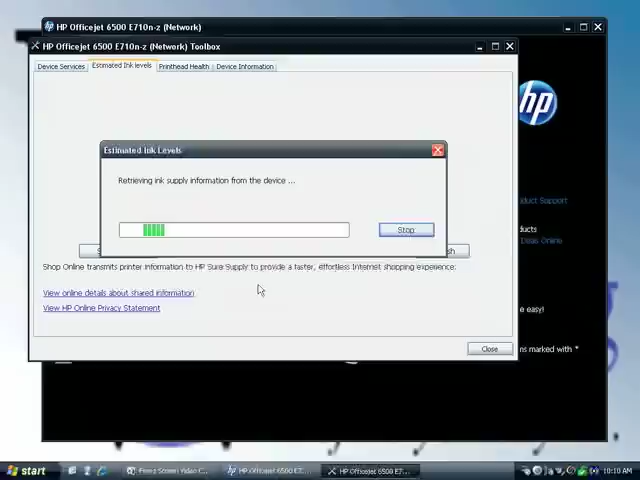 HP Officejet 6500 E710n-z (Network)
HP Officejet 6500 E710n-z (Network) Toolbox
Device Services
Estimated Ink levels
Printhead Health
Device Information
hp
Estimated Ink Levels
Retrieving ink supply information from the device ...
Stop
Shop Online transmits printer information to HP Sure Supply to provide a faster, effortless Internet shopping experience.
View online details about shared information
View HP Online Privacy Statement
Close
oduct Support
ducts
Deals Online
e easy!
ns marked with *
start
HP Officejet 6500 E7...
HP Officejet 6500 E7...
10:10 AM